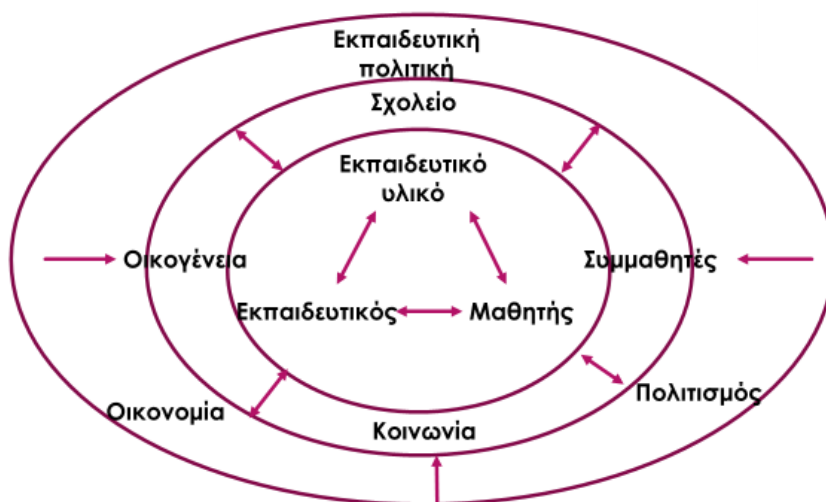 Εκπαιδευτική
πολιτική
Σχολείο
Εκπαιδευτικό
υλικό
Οικογένεια
Συμμαθητές
Εκπαιδευτικός
Μαθητής
Οικονομία
Πολιτισμός
Κοινωνία